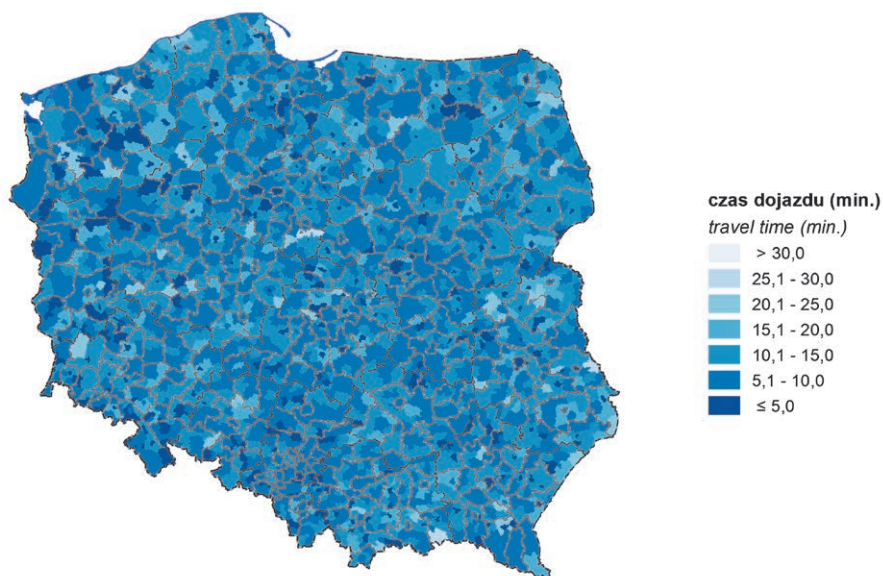 czas dojazdu (min.)
travel time (min.)
> 30,0
25,1 - 30,0
20,1 - 25,0
15,1 - 20,0
10,1 - 15,0
5,1 - 10,0
≤ 5,0